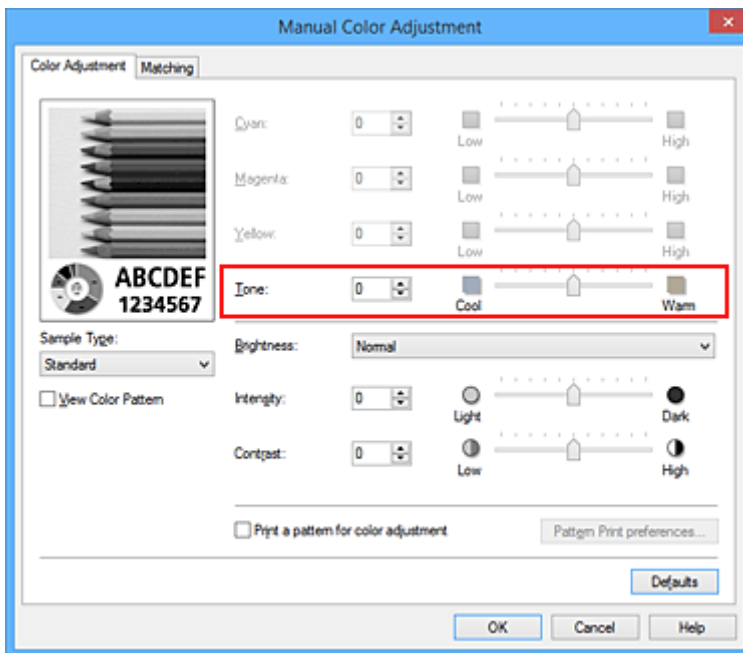 Manual Color Adjustment
Color Adjustment Matching
Cyan: 0 Low High
Magenta: 0 Low High
Yellow: 0 Low High
ABCDEF
1234567
Tone: 0 Cool Warm
Sample Type:
Standard
View Color Pattern
Brightness: Normal
Intensity: 0 Light Dark
Contrast: 0 Low High
Print a pattern for color adjustment Pattern Print preferences...
Defaults
OK Cancel Help